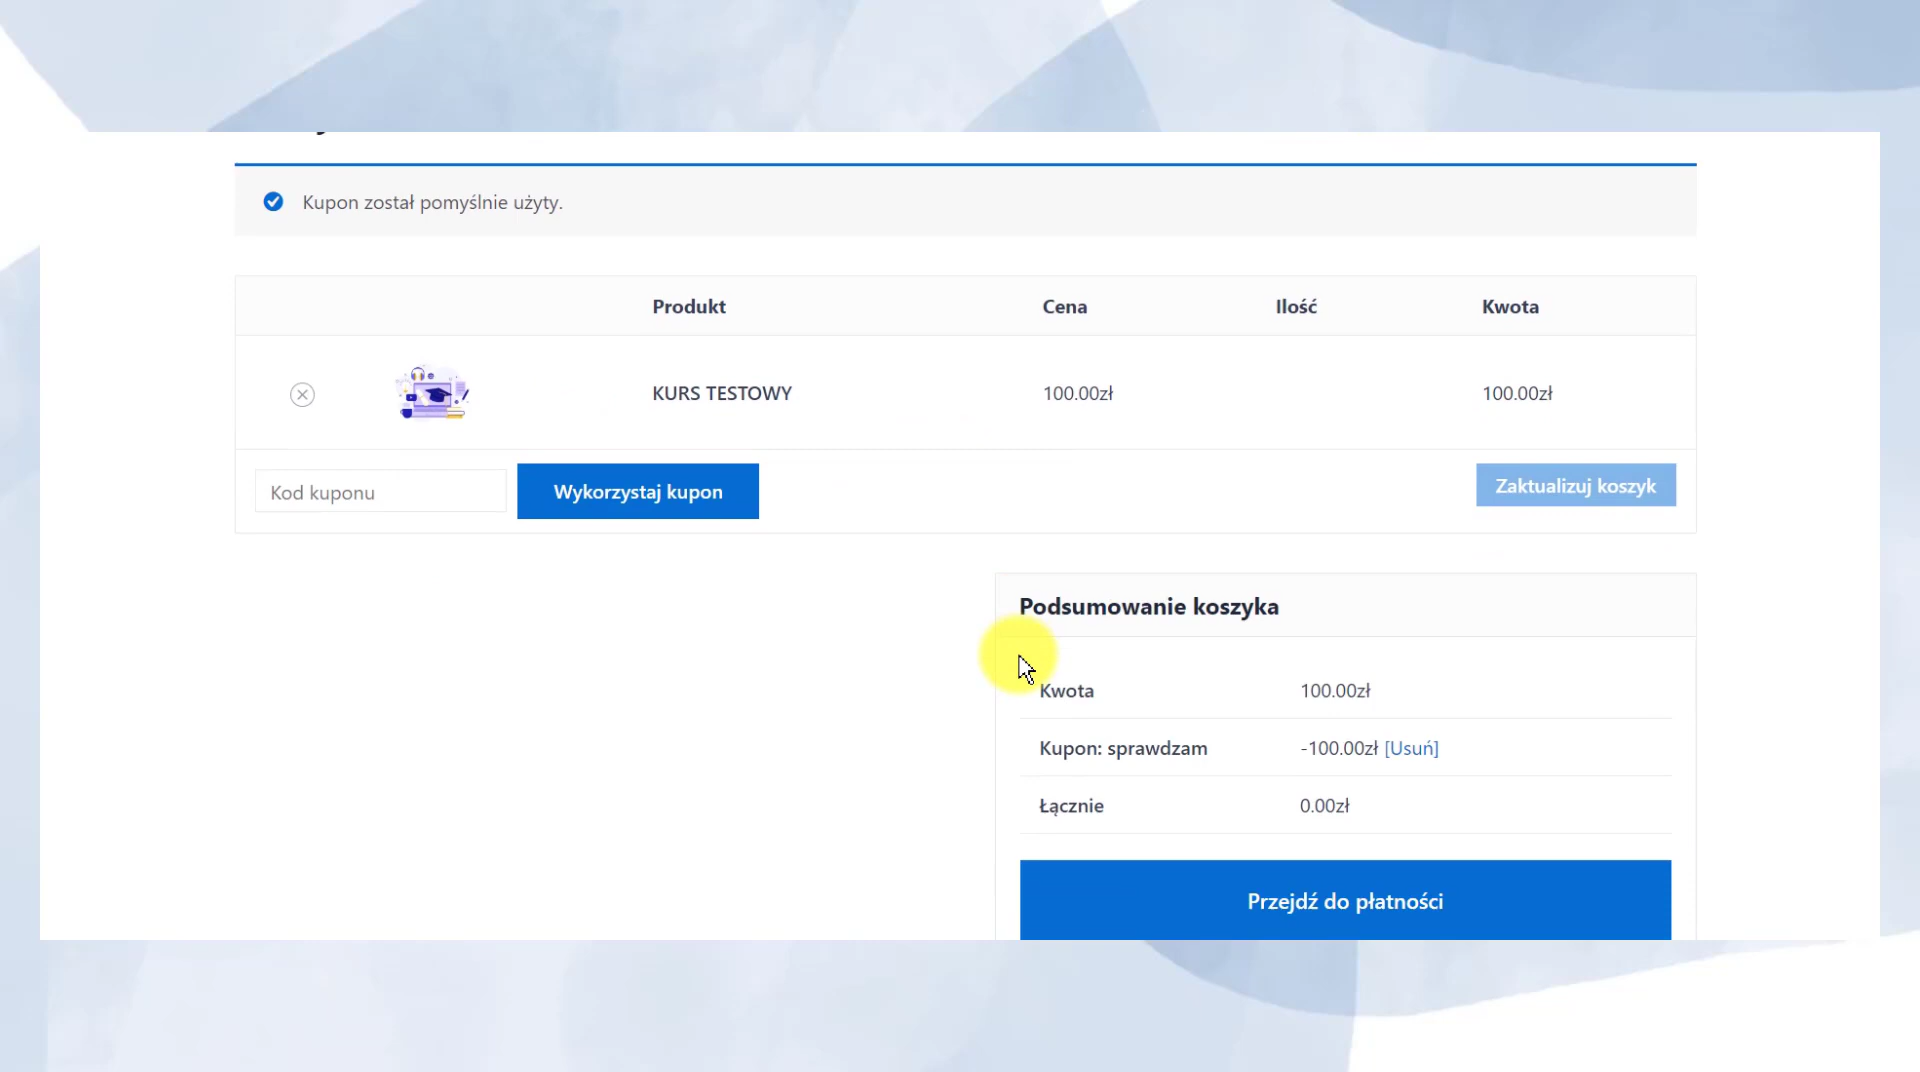 Kupon został pomyślnie użyty.
Produkt Cena Ilość Kwota
KURS TESTOWY 100.00zł 100.00zł
Kod kuponu Wykorzystaj kupon Zaktualizuj koszyk
Podsumowanie koszyka
Kwota 100.00zł
Kupon: sprawdzam -100.00zł [Usuń]
Łącznie 0.00zł
Przejdź do płatności